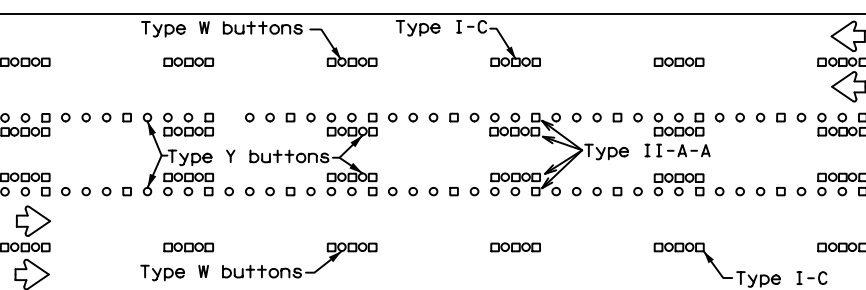 Type W buttons
Type I-C
Type Y buttons
Type II-A-A
Type W buttons
Type I-C